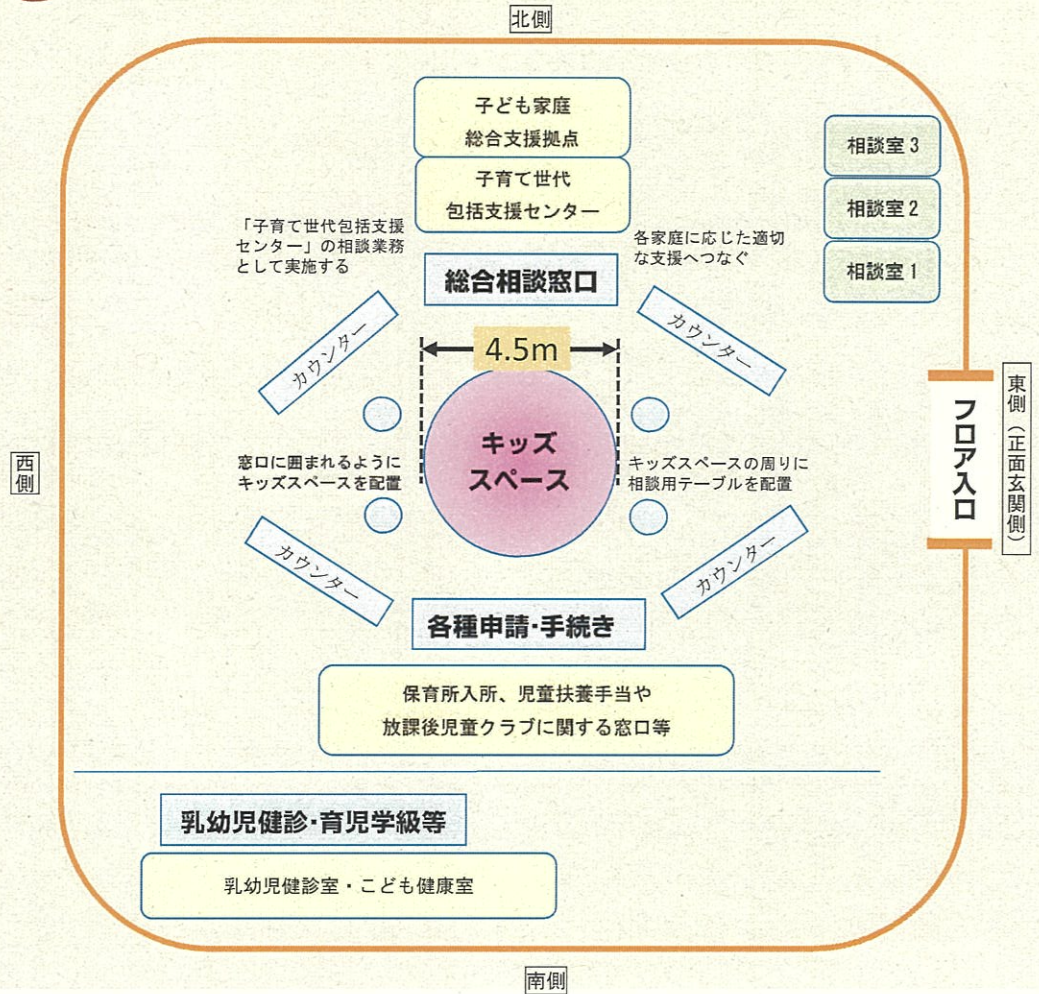 北側
子ども家庭
総合支援拠点
子育て世代
包括支援センター
相談室 3
相談室 2
相談室 1
「子育て世代包括支援
センター」の相談業務
として実施する
各家庭に応じた適切
な支援へつなぐ
総合相談窓口
カウンター
カウンター
4.5m
キッズ
スペース
窓口に囲まれるように
キッズスペースを配置
キッズスペースの周りに
相談用テーブルを配置
西側
フロア入口
東側（正面玄関側）
カウンター
カウンター
各種申請・手続き
保育所入所、児童扶養手当や
放課後児童クラブに関する窓口等
乳幼児健診・育児学級等
乳幼児健診室・こども健康室
南側